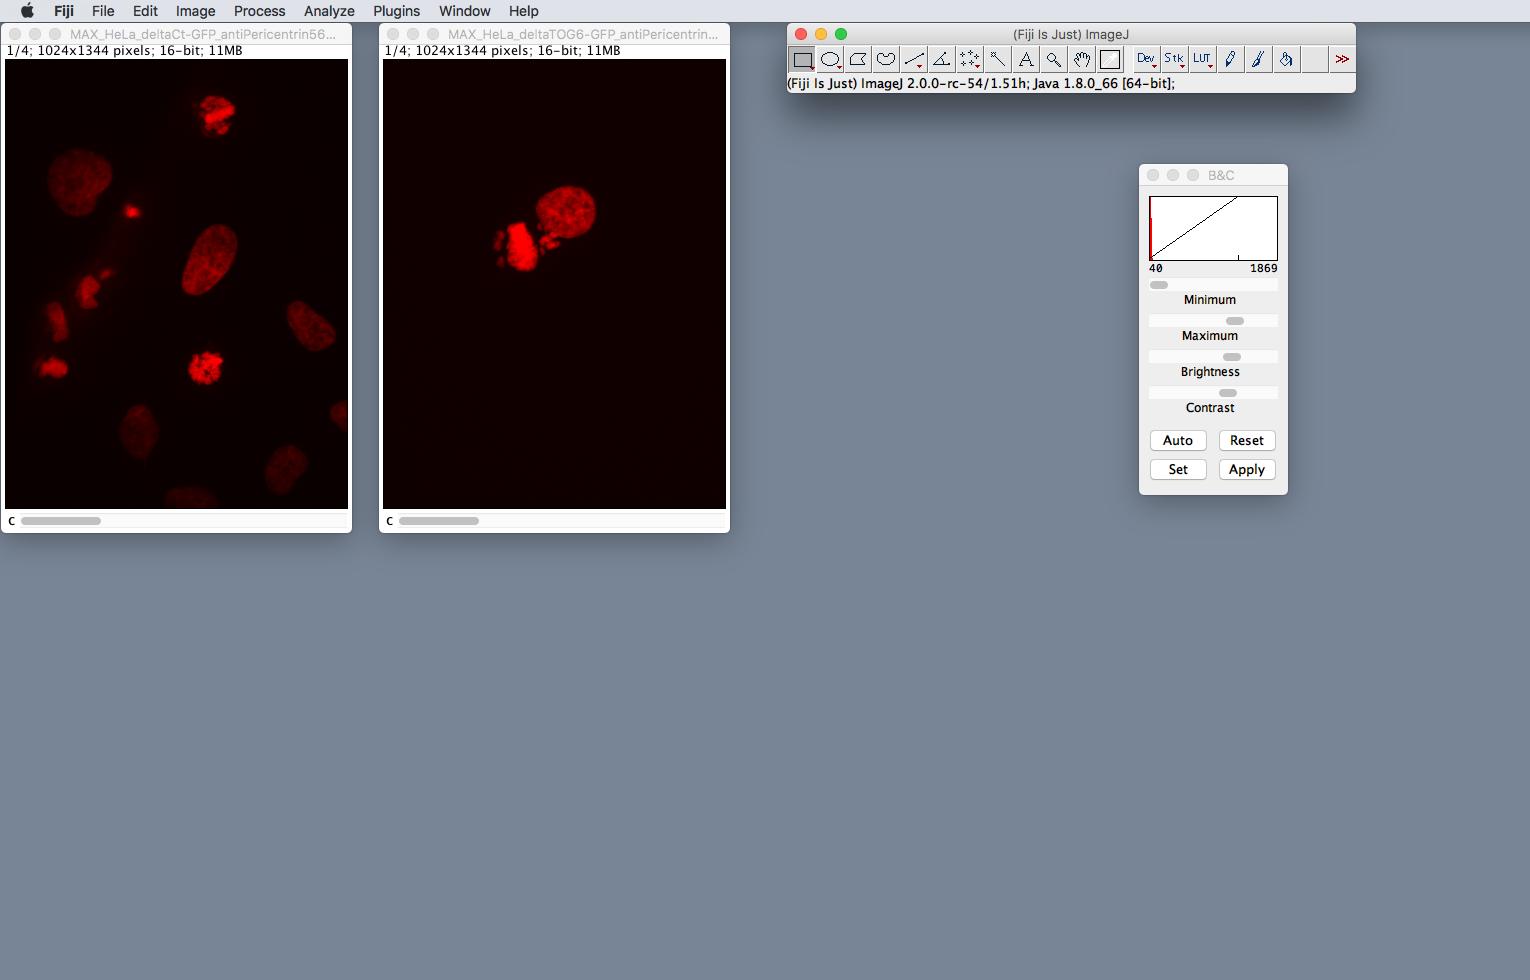 Fiji File Edit Image Process Analyze Plugins Window Help
MAX_HeLa_deltaCt-GFP_antiPericentrin56...
1/4; 1024x1344 pixels; 16-bit; 11MB
C
MAX_HeLa_deltaTOG6-GFP_antiPericentrin...
1/4; 1024x1344 pixels; 16-bit; 11MB
C
(Fiji Is Just) ImageJ
A Dev Stk LUT >>
(Fiji Is Just) ImageJ 2.0.0-rc-54/1.51h; Java 1.8.0_66 [64-bit];
B&C
40 1869
Minimum
Maximum
Brightness
Contrast
Auto Reset
Set Apply